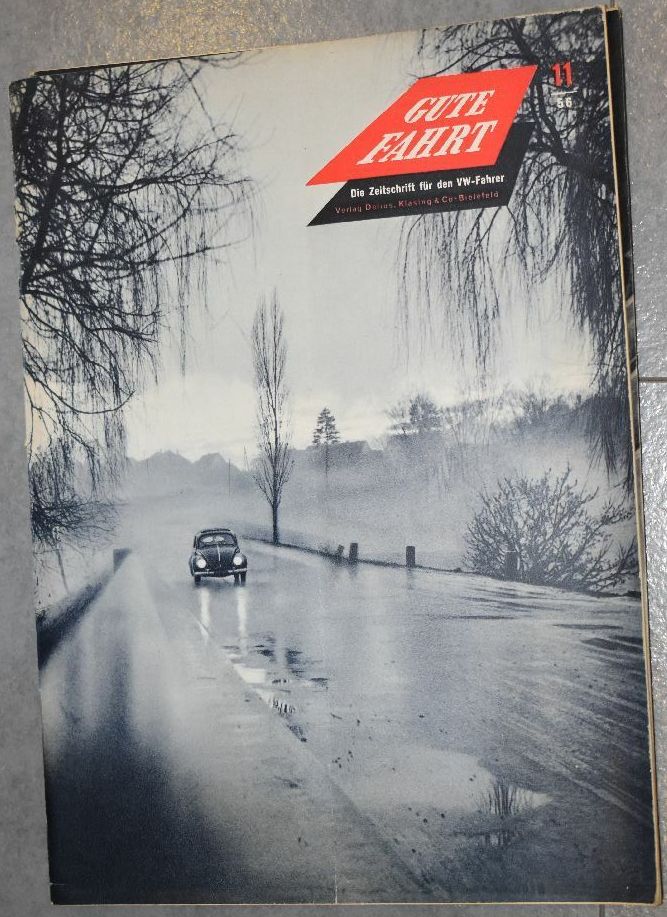 GUTE
FAHRT
11
56
Die Zeitschrift für den VW-Fahrer
Verlag Delius, Klasing & Co-Bielefeld